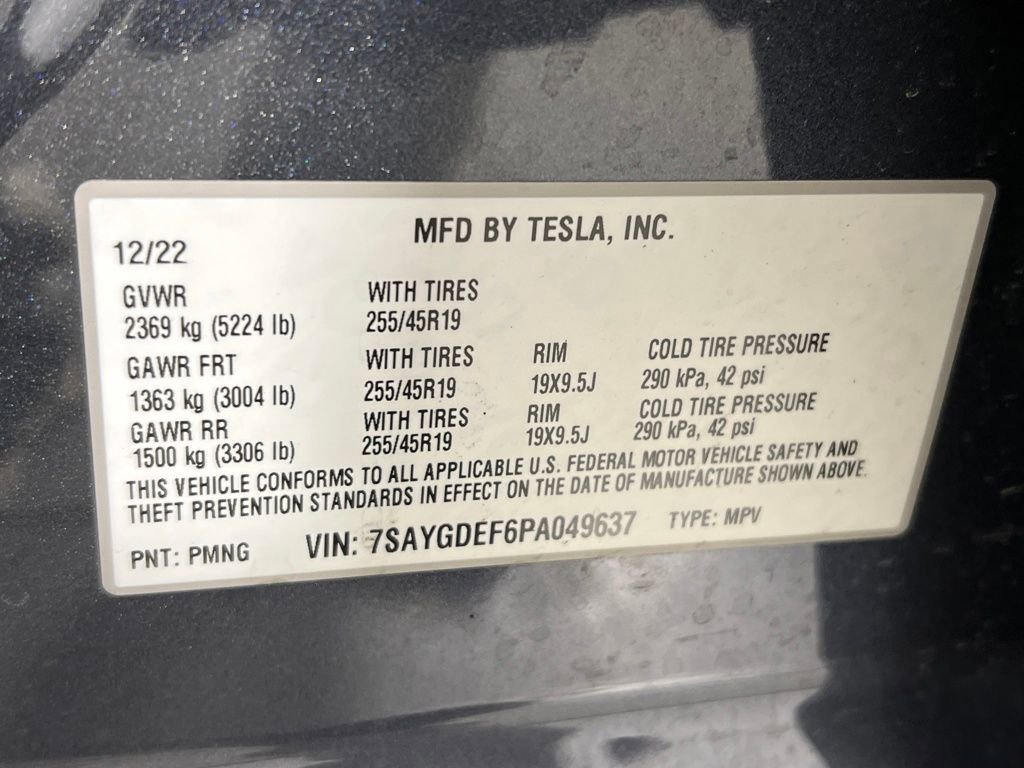 MFD BY TESLA, INC.
12/22
GVWR WITH TIRES
2369 kg (5224 lb) 255/45R19
GAWR FRT WITH TIRES RIM COLD TIRE PRESSURE
1363 kg (3004 lb) 255/45R19 19X9.5J 290 kPa, 42 psi
GAWR RR WITH TIRES RIM COLD TIRE PRESSURE
1500 kg (3306 lb) 255/45R19 19X9.5J 290 kPa, 42 psi
THIS VEHICLE CONFORMS TO ALL APPLICABLE U.S. FEDERAL MOTOR VEHICLE SAFETY AND
THEFT PREVENTION STANDARDS IN EFFECT ON THE DATE OF MANUFACTURE SHOWN ABOVE.
PNT: PMNG VIN: 7SAYGDEF6PA049637 TYPE: MPV